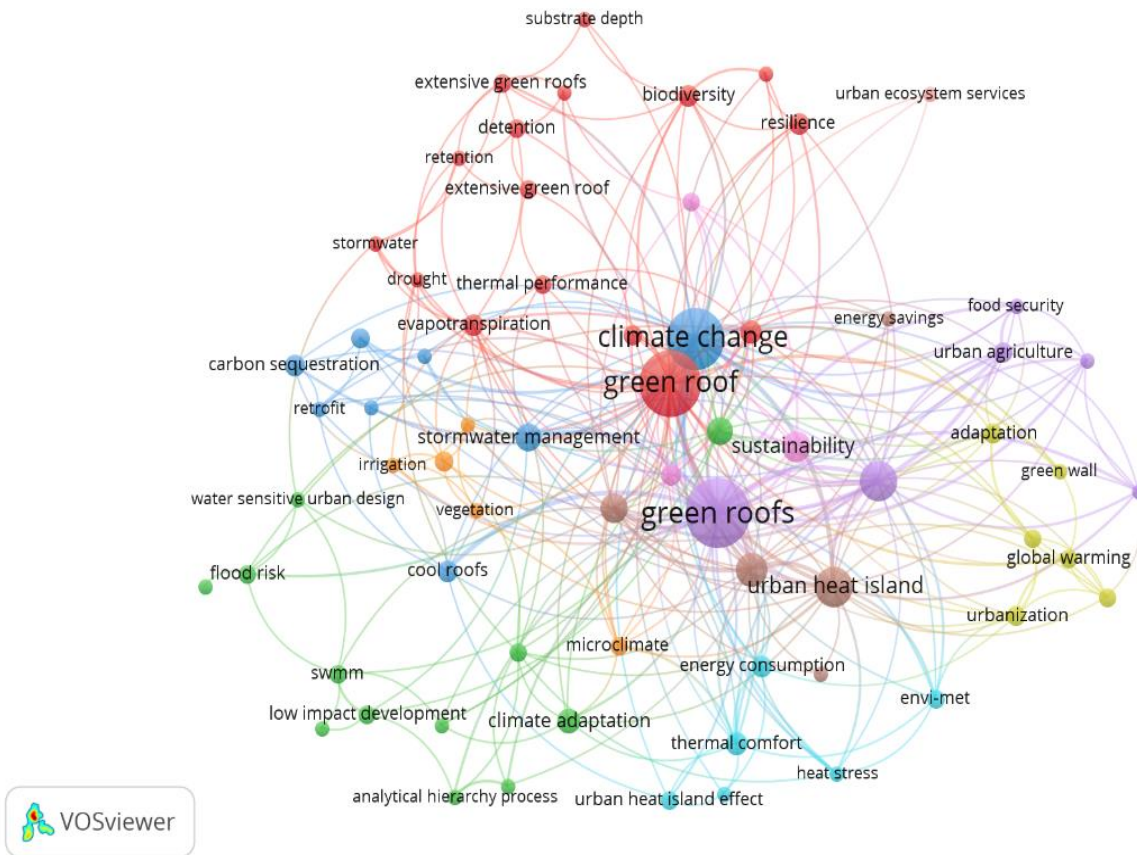 substrate depth
extensive green roofs
biodiversity
urban ecosystem services
detention
resilience
retention
extensive green roof
stormwater
drought
thermal performance
food security
evapotranspiration
climate change
energy savings
urban agriculture
carbon sequestration
green roof
retrofit
stormwater management
sustainability
adaptation
irrigation
green wall
water sensitive urban design
vegetation
green roofs
flood risk
cool roofs
urban heat island
global warming
urbanization
microclimate
energy consumption
swmm
envi-met
low impact development
climate adaptation
thermal comfort
heat stress
analytical hierarchy process
urban heat island effect
VOSviewer